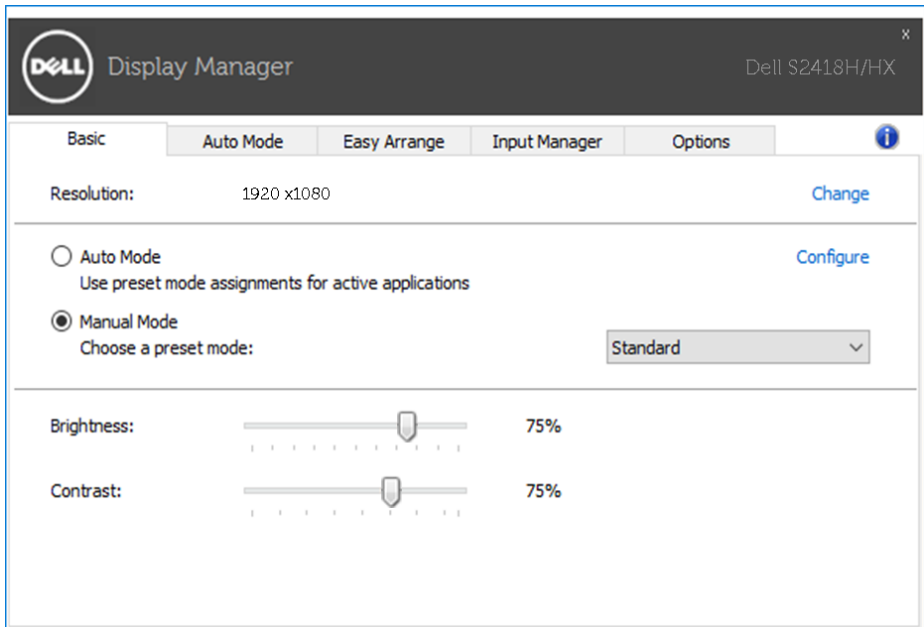 DELL Display Manager
x
Dell S2418H/HX
Basic Auto Mode Easy Arrange Input Manager Options i
Resolution: 1920 x1080 Change
Auto Mode Configure
Use preset mode assignments for active applications
Manual Mode
Choose a preset mode: Standard
Brightness: 75%
Contrast: 75%